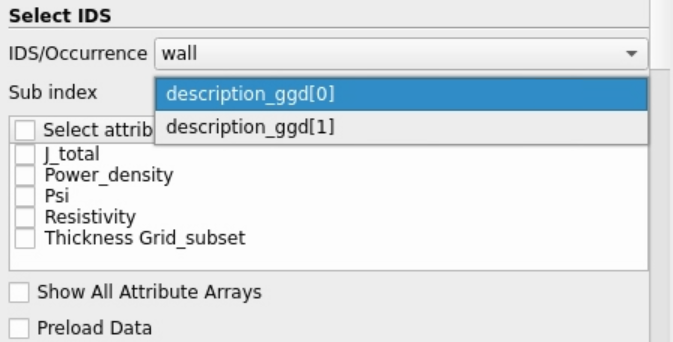 Select IDS
IDS/Occurrence wall
Sub index description_ggd[0]
description_ggd[1]
Select attrib
J_total
Power_density
Psi
Resistivity
Thickness Grid_subset
Show All Attribute Arrays
Preload Data